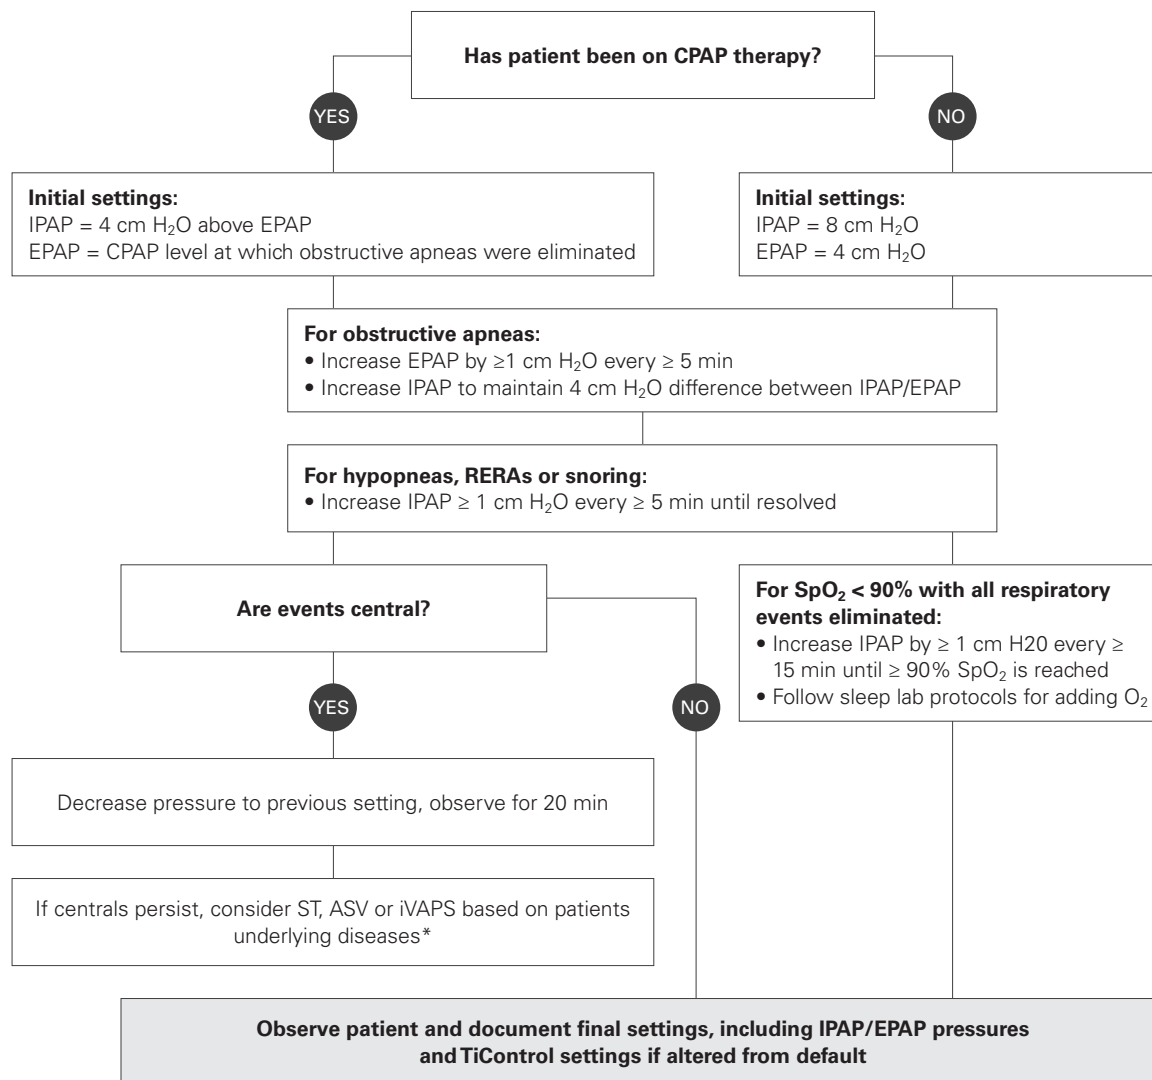 Has patient been on CPAP therapy?
YES
NO
Initial settings:
IPAP = 4 cm H₂O above EPAP
EPAP = CPAP level at which obstructive apneas were eliminated
Initial settings:
IPAP = 8 cm H₂O
EPAP = 4 cm H₂O
For obstructive apneas:
• Increase EPAP by ≥1 cm H₂O every ≥ 5 min
• Increase IPAP to maintain 4 cm H₂O difference between IPAP/EPAP
For hypopneas, RERAs or snoring:
• Increase IPAP ≥ 1 cm H₂O every ≥ 5 min until resolved
Are events central?
For SpO₂ < 90% with all respiratory
events eliminated:
• Increase IPAP by ≥ 1 cm H20 every ≥
15 min until ≥ 90% SpO₂ is reached
• Follow sleep lab protocols for adding O₂
YES
NO
Decrease pressure to previous setting, observe for 20 min
If centrals persist, consider ST, ASV or iVAPS based on patients
underlying diseases*
Observe patient and document final settings, including IPAP/EPAP pressures
and TiControl settings if altered from default